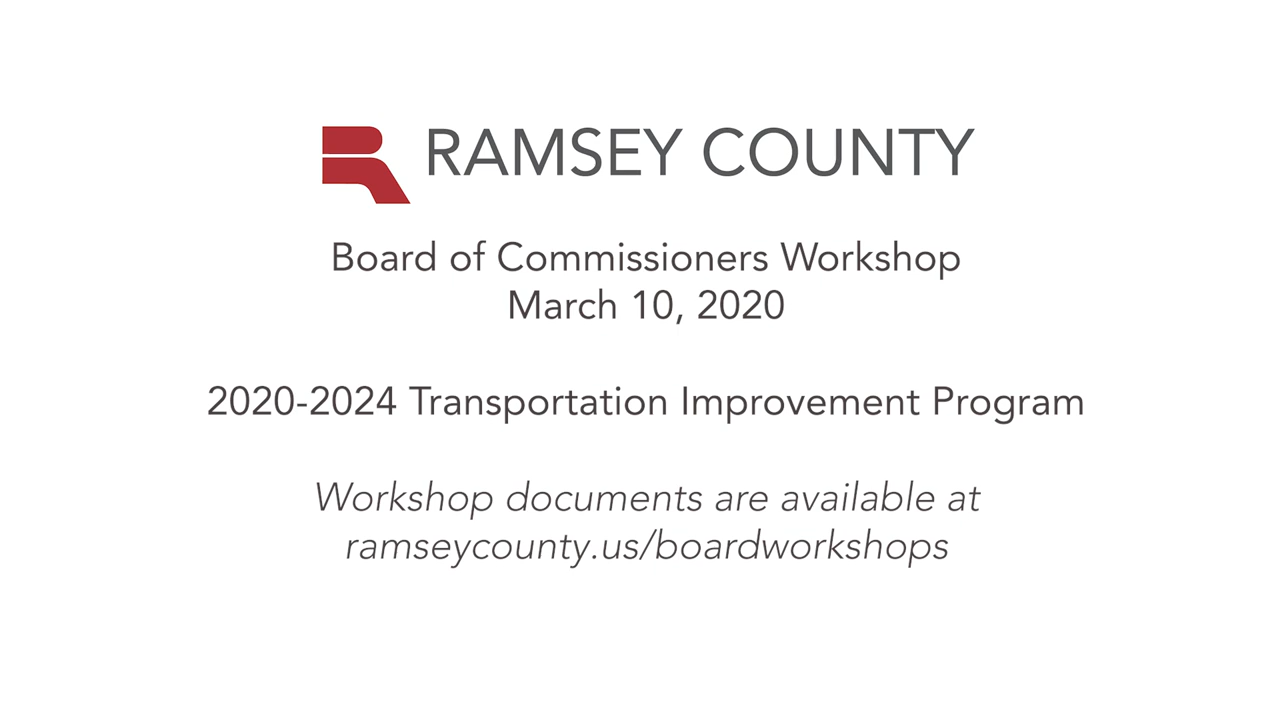 RAMSEY COUNTY
Board of Commissioners Workshop
March 10, 2020
2020-2024 Transportation Improvement Program
Workshop documents are available at
ramseycounty.us/boardworkshops